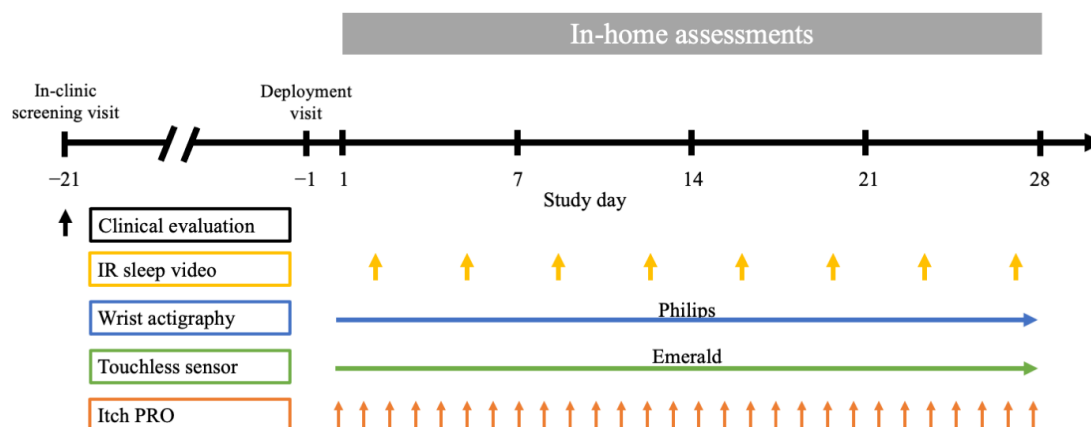 In-home assessments
In-clinic
screening visit
Deployment
visit
−21
−1
1
7
14
21
28
Study day
Clinical evaluation
IR sleep video
Wrist actigraphy
Philips
Touchless sensor
Emerald
Itch PRO